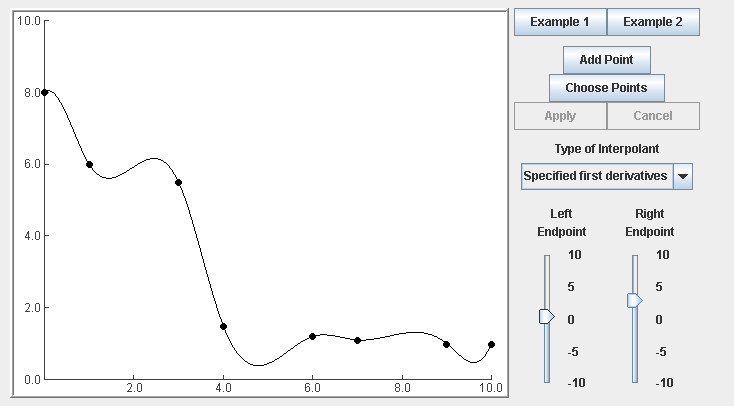 10.0
8.0
6.0
4.0
2.0
0.0
2.0 4.0 6.0 8.0 10.0
Example 1 Example 2
Add Point
Choose Points
Apply Cancel
Type of Interpolant
Specified first derivatives
Left Right
Endpoint Endpoint
10 10
5 5
0 0
-5 -5
-10 -10